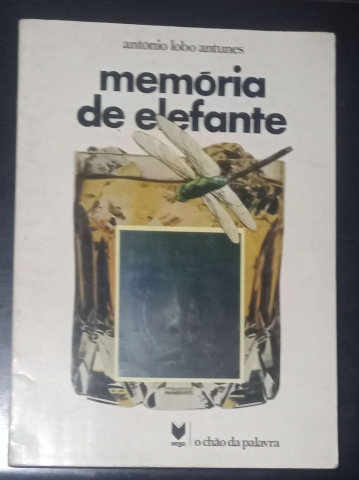 antónio lobo antunes
memória
de elefante
vega
o chão da palavra